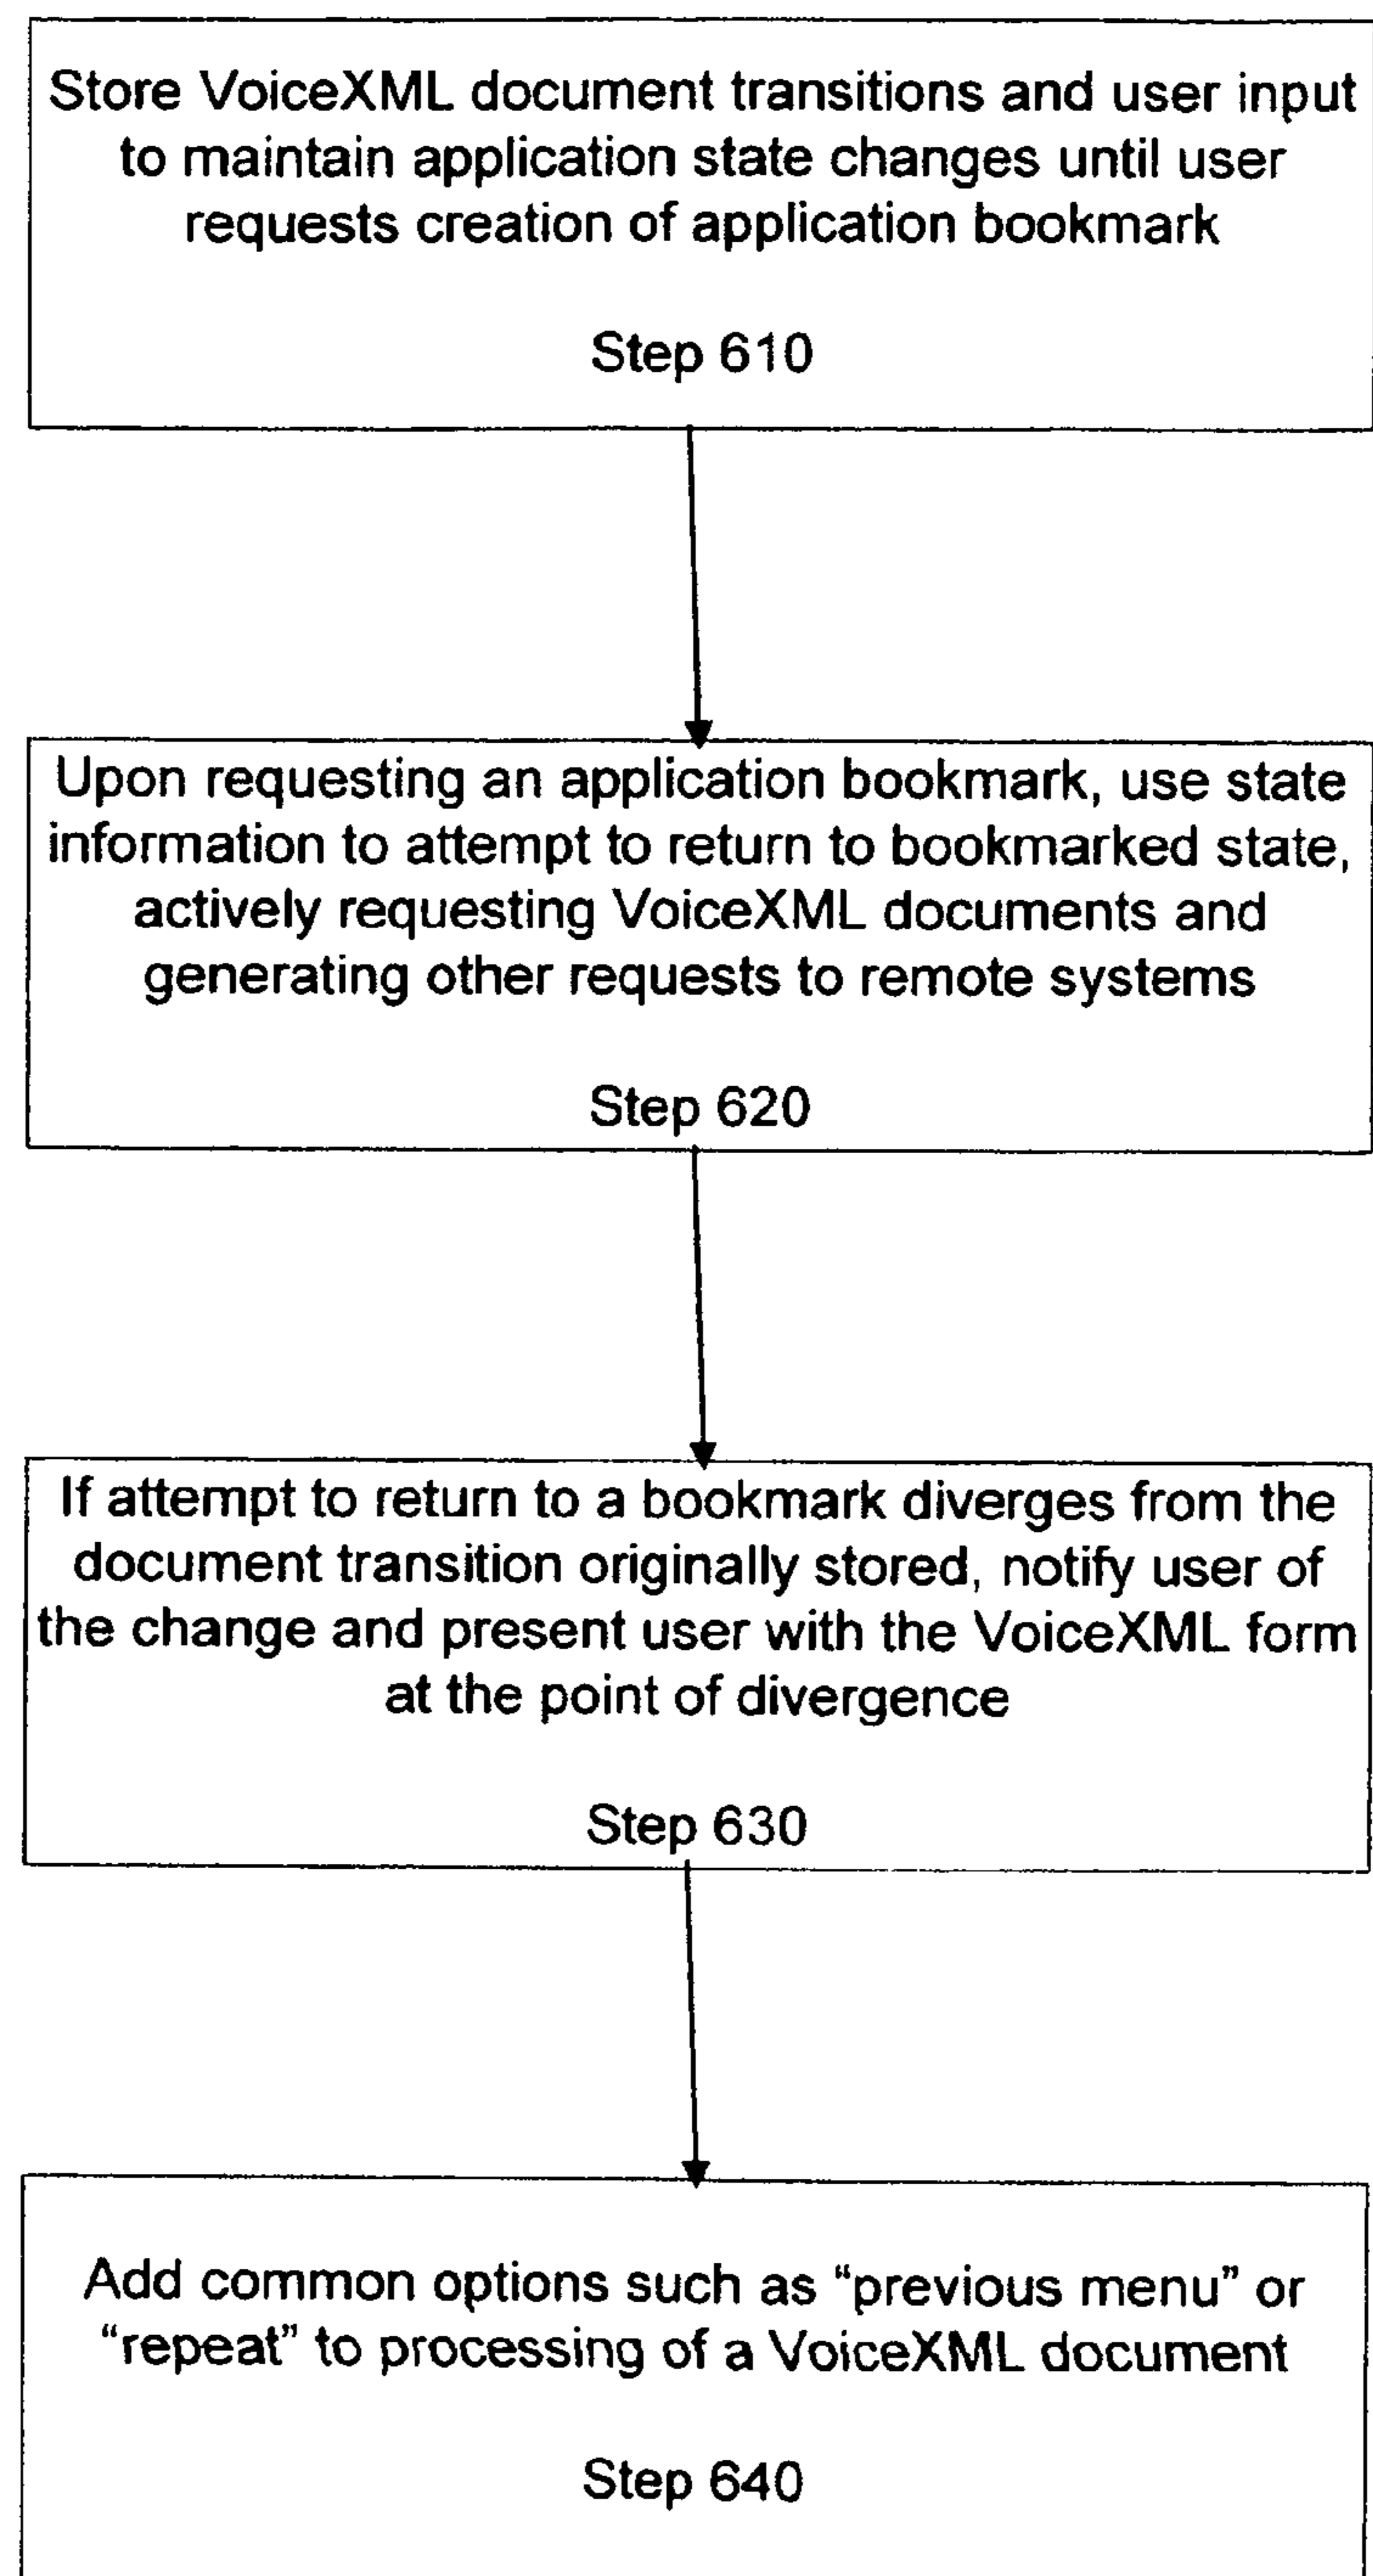 Store VoiceXML document transitions and user input
to maintain application state changes until user
requests creation of application bookmark
Step 610
Upon requesting an application bookmark, use state
information to attempt to return to bookmarked state,
actively requesting VoiceXML documents and
generating other requests to remote systems
Step 620
If attempt to return to a bookmark diverges from the
document transition originally stored, notify user of
the change and present user with the VoiceXML form
at the point of divergence
Step 630
Add common options such as “previous menu” or
“repeat” to processing of a VoiceXML document
Step 640